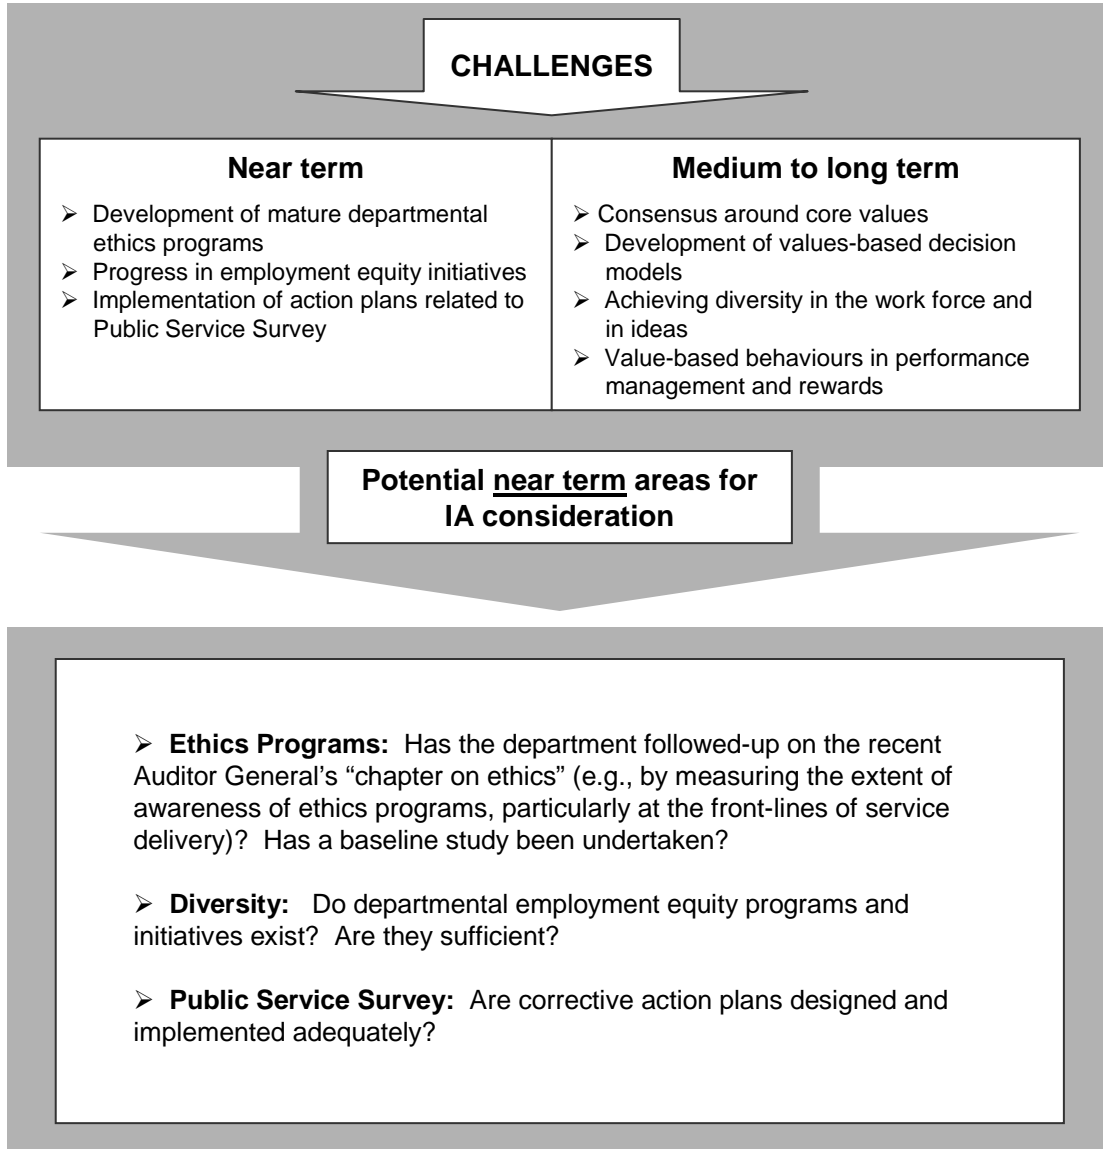 CHALLENGES
Near term
➢ Development of mature departmental
ethics programs
➢ Progress in employment equity initiatives
➢ Implementation of action plans related to
Public Service Survey
Medium to long term
➢ Consensus around core values
➢ Development of values-based decision
models
➢ Achieving diversity in the work force and
in ideas
➢ Value-based behaviours in performance
management and rewards
Potential near term areas for
IA consideration
➢ Ethics Programs: Has the department followed-up on the recent
Auditor General’s “chapter on ethics” (e.g., by measuring the extent of
awareness of ethics programs, particularly at the front-lines of service
delivery)? Has a baseline study been undertaken?
➢ Diversity: Do departmental employment equity programs and
initiatives exist? Are they sufficient?
➢ Public Service Survey: Are corrective action plans designed and
implemented adequately?